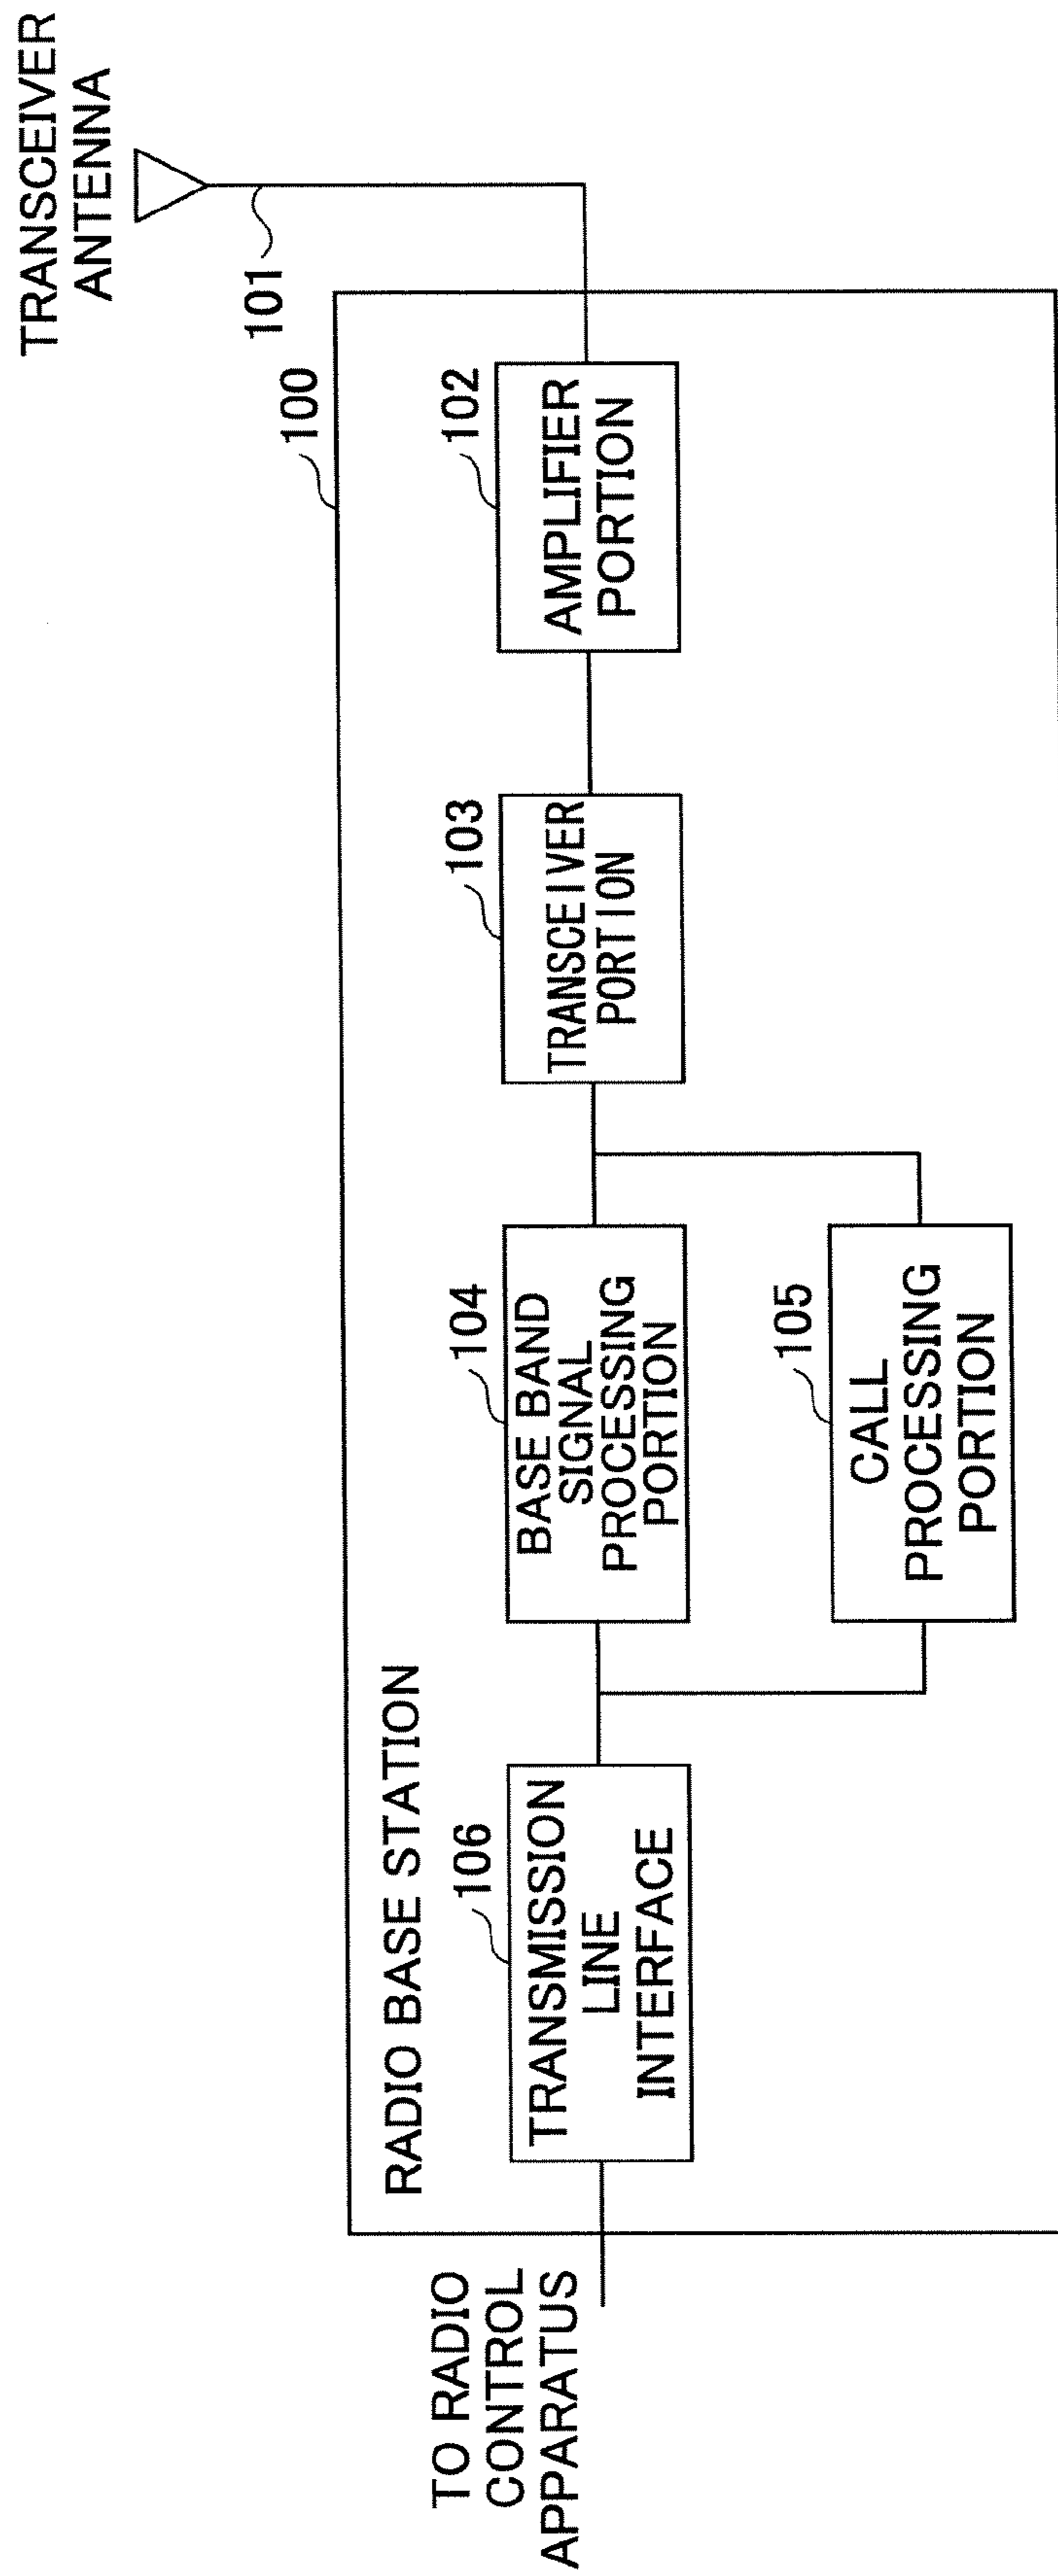 TRANSCEIVER
ANTENNA
101
100
RADIO BASE STATION
TO RADIO
CONTROL
APPARATUS
106
TRANSMISSION
LINE
INTERFACE
104
BASE BAND
SIGNAL
PROCESSING
PORTION
103
TRANSCEIVER
PORTION
102
AMPLIFIER
PORTION
105
CALL
PROCESSING
PORTION